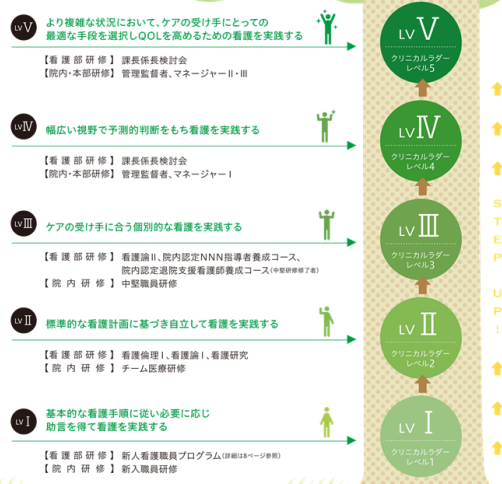 LV Ⅴ
より複雑な状況において、ケアの受け手にとっての
最適な手段を選択しQOLを高めるための看護を実践する
【看護部研修】 課長係長検討会
【院内・本部研修】 管理監督者、マネージャーⅡ・Ⅲ
LV Ⅴ
クリニカルラダー
レベル5
LV Ⅳ
幅広い視野で予測的判断をもち看護を実践する
【看護部研修】 課長係長検討会
【院内・本部研修】 管理監督者、マネージャーⅠ
LV Ⅳ
クリニカルラダー
レベル4
LV Ⅲ
ケアの受け手に合う個別的な看護を実践する
【看護部研修】 看護論Ⅱ、院内認定NNN指導者養成コース、
院内認定退院支援看護師養成コース(中堅研修修了者)
【院内研修】 中堅職員研修
LV Ⅲ
クリニカルラダー
レベル3
LV Ⅱ
標準的な看護計画に基づき自立して看護を実践する
【看護部研修】 看護倫理Ⅰ、看護論Ⅰ、看護研究
【院内研修】 チーム医療研修
LV Ⅱ
クリニカルラダー
レベル2
LV Ⅰ
基本的な看護手順に従い必要に応じ
助言を得て看護を実践する
【看護部研修】 新人看護職員プログラム(詳細は8ページ参照)
【院内研修】 新入職員研修
LV Ⅰ
クリニカルラダー
レベル1
STEP UP!